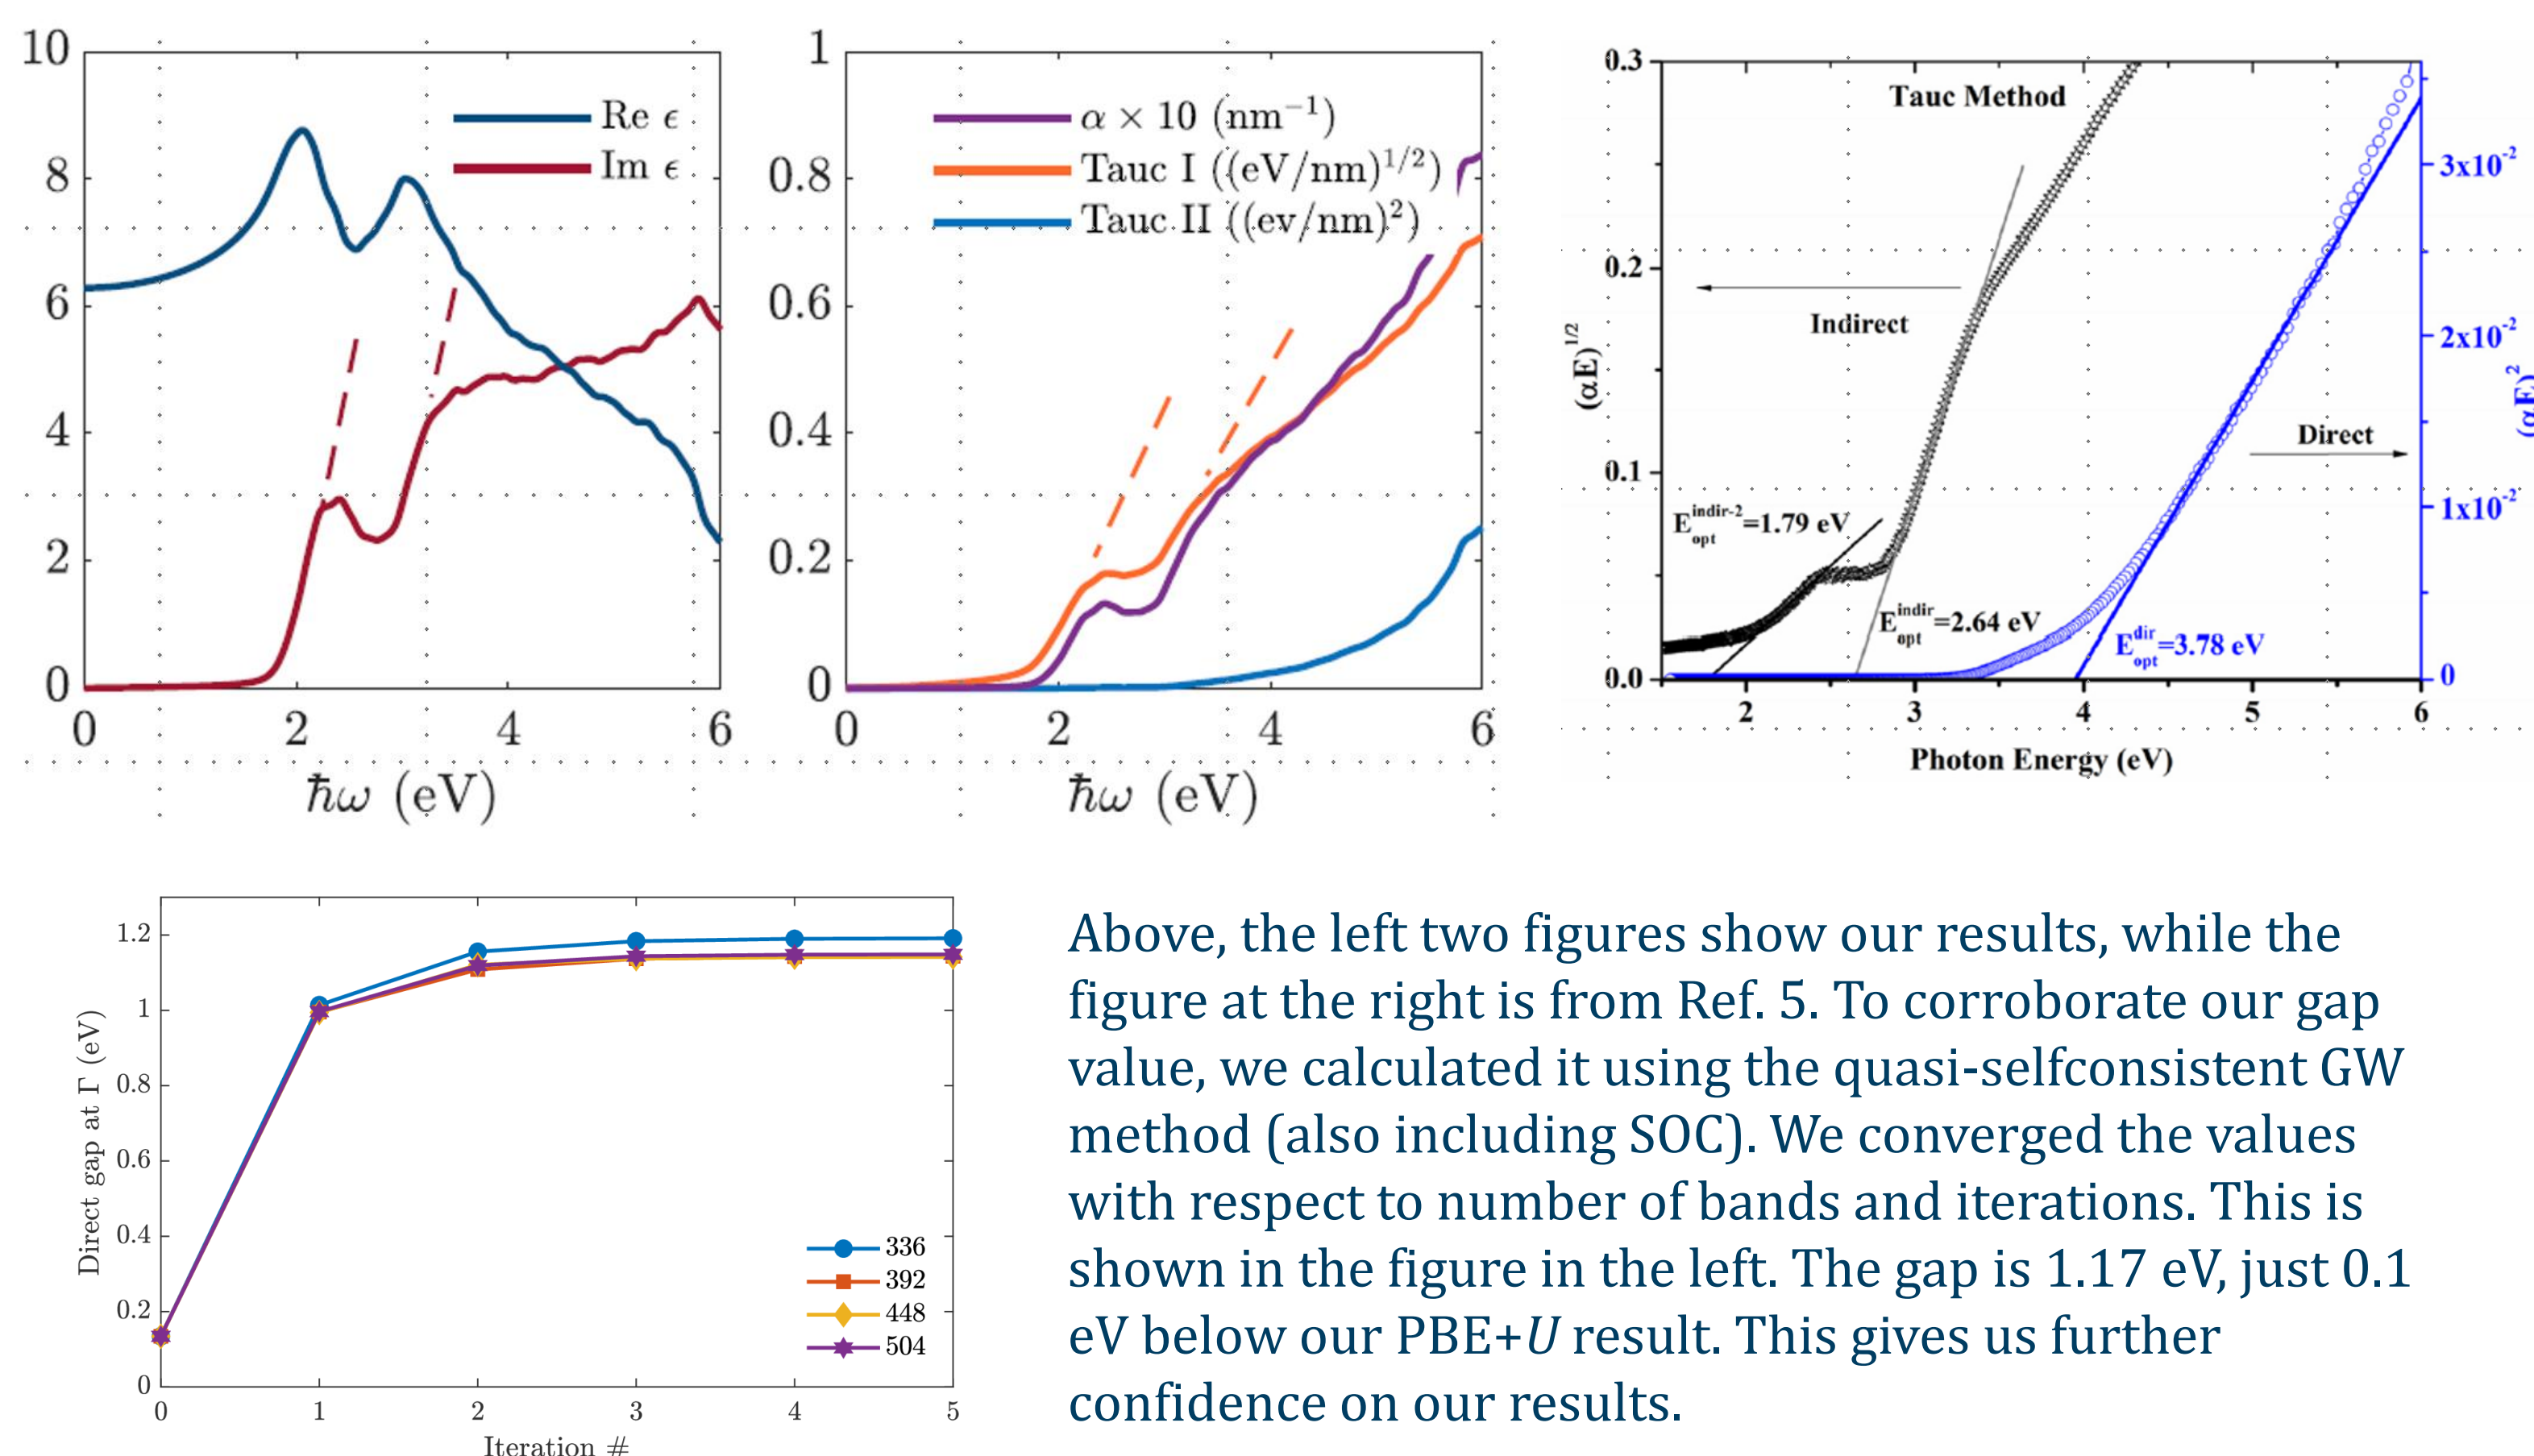 10
8
6
4
2
0
0 2 4 6
ħω (eV)
Re ϵ
Im ϵ
1
0.8
0.6
0.4
0.2
0
0 2 4 6
ħω (eV)
α × 10 (nm⁻¹)
Tauc I ((eV/nm)^1/2)
Tauc II ((ev/nm)²)
0.3
0.2
0.1
0.0
(αE)^1/2
Tauc Method
Indirect
Direct
E_opt^indir-2=1.79 eV
E_opt^indir=2.64 eV
E_opt^dir=3.78 eV
3x10⁻²
2x10⁻²
1x10⁻²
0
(αE)²
2 3 4 5 6
Photon Energy (eV)
1.2
1
0.8
0.6
0.4
0.2
0
Direct gap at Γ (eV)
336
392
448
504
0 1 2 3 4 5
Iteration #
Above, the left two figures show our results, while the
figure at the right is from Ref. 5. To corroborate our gap
value, we calculated it using the quasi-selfconsistent GW
method (also including SOC). We converged the values
with respect to number of bands and iterations. This is
shown in the figure in the left. The gap is 1.17 eV, just 0.1
eV below our PBE+U result. This gives us further
confidence on our results.